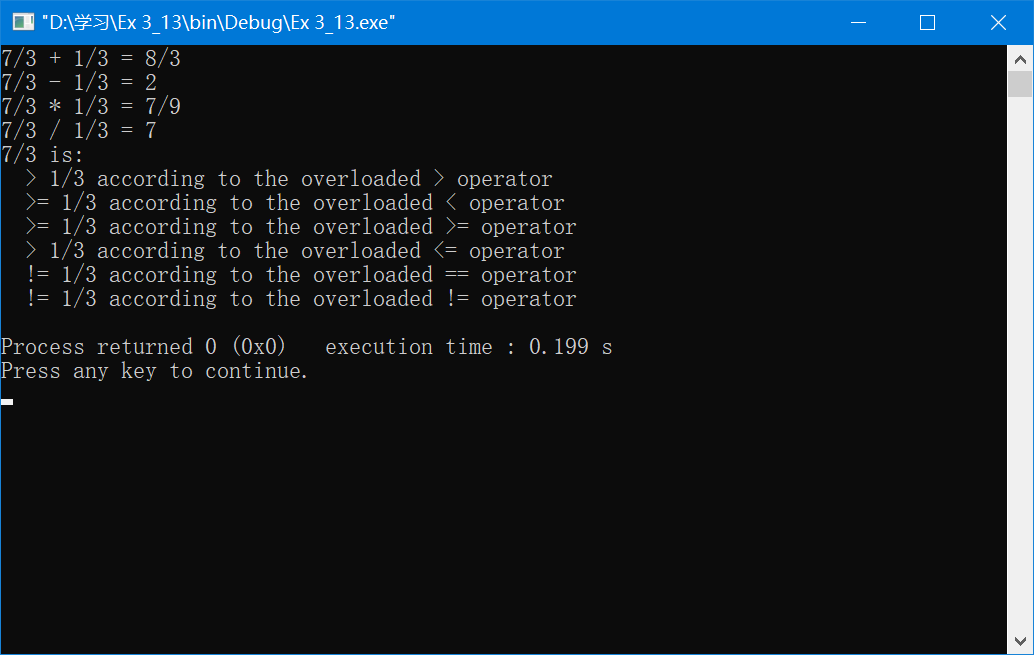 "D:\学习\Ex 3_13\bin\Debug\Ex 3_13.exe"
7/3 + 1/3 = 8/3
7/3 - 1/3 = 2
7/3 * 1/3 = 7/9
7/3 / 1/3 = 7
7/3 is:
  > 1/3 according to the overloaded > operator
  >= 1/3 according to the overloaded < operator
  >= 1/3 according to the overloaded >= operator
  > 1/3 according to the overloaded <= operator
  != 1/3 according to the overloaded == operator
  != 1/3 according to the overloaded != operator
Process returned 0 (0x0)   execution time : 0.199 s
Press any key to continue.